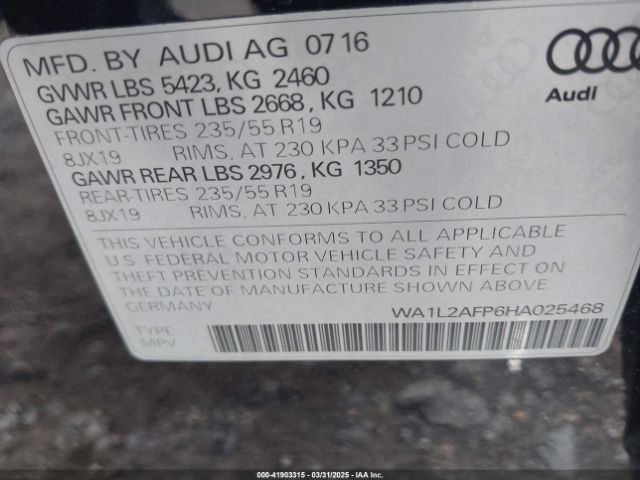 MFD. BY AUDI AG 07 16
GVWR LBS 5423, KG 2460
GAWR FRONT LBS 2668, KG 1210
FRONT-TIRES 235/55 R19
8JX19 RIMS, AT 230 KPA 33 PSI COLD
GAWR REAR LBS 2976, KG 1350
REAR-TIRES 235/55 R19
8JX19 RIMS, AT 230 KPA 33 PSI COLD
Audi
THIS VEHICLE CONFORMS TO ALL APPLICABLE
U.S. FEDERAL MOTOR VEHICLE SAFETY AND
THEFT PREVENTION STANDARDS IN EFFECT ON
THE DATE OF MANUFACTURE SHOWN ABOVE
GERMANY
WA1L2AFP6HA025468
TYPE:
MPV
000-41903315 - 03/31/2025 - IAA Inc.